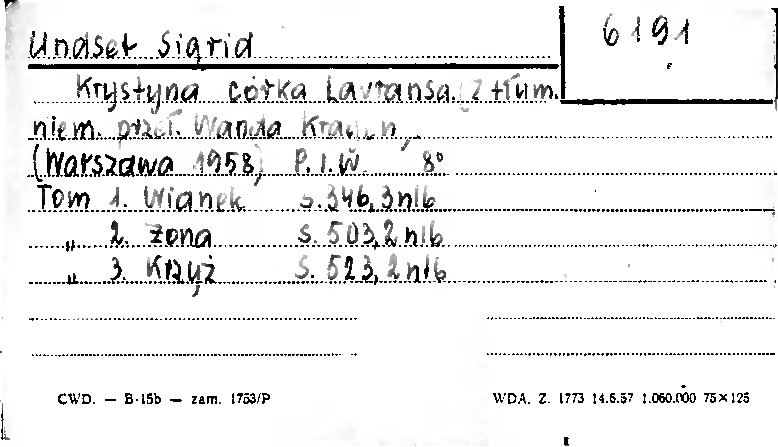 6191
Undset Sigrid
Krystyna córka Lavransa. Z tłum.
niem. przeł. Wanda Kragen,
(Warszawa 1958) P.I.W. 8°
Tom 1. Wianek s. 346, 3 nlb
„ 2. Żona s. 503, 2 nlb
„ 3. Krzyż s. 523, 2 nlb
CWD. — B-15b — zam. 1753/P
WDA. Z. 1773 14.5.57 1.060.000 75×125